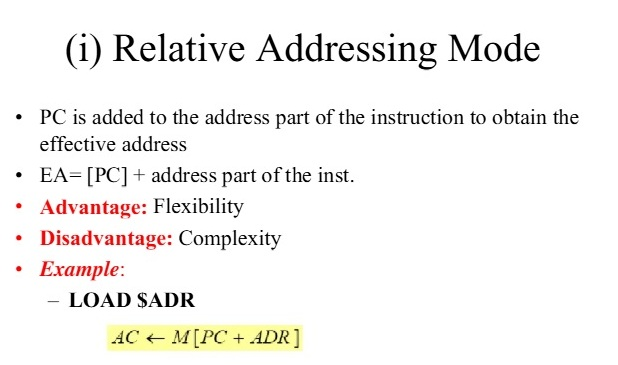 (i) Relative Addressing Mode
• PC is added to the address part of the instruction to obtain the
effective address
• EA= [PC] + address part of the inst.
• Advantage: Flexibility
• Disadvantage: Complexity
• Example:
– LOAD $ADR
AC ← M[PC + ADR]